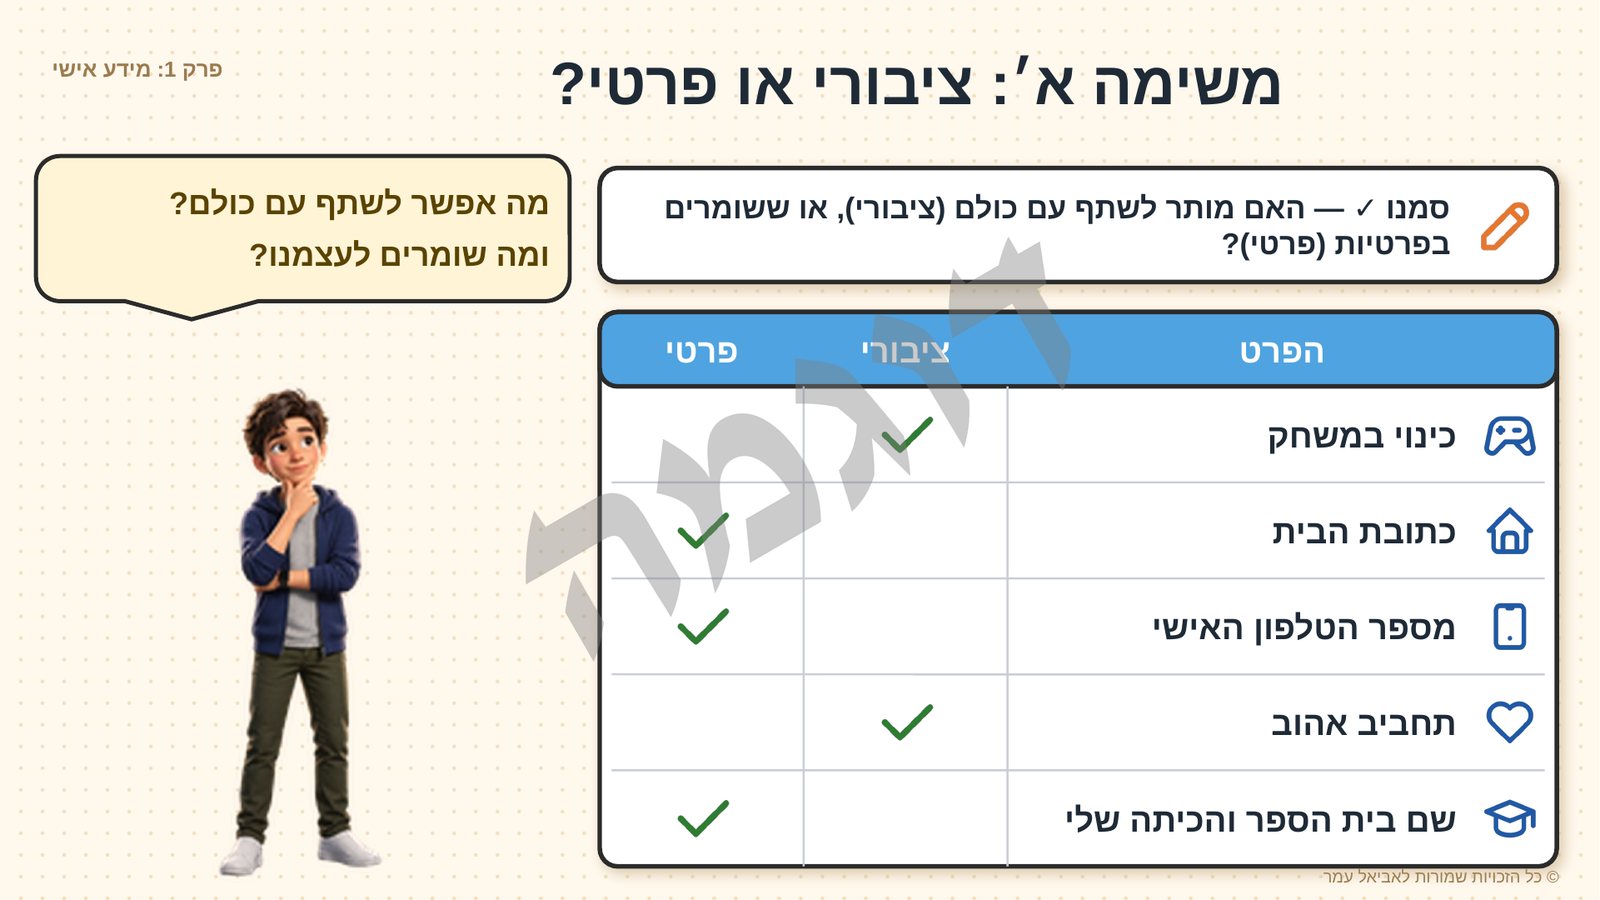 משימה א׳: ציבורי או פרטי?
פרק 1: מידע אישי
סמנו ✓ — האם מותר לשתף עם כולם (ציבורי), או ששומרים
בפרטיות (פרטי)?
מה אפשר לשתף עם כולם?
ומה שומרים לעצמנו?
הפרט ציבורי פרטי
כינוי במשחק ✓
כתובת הבית ✓
מספר הטלפון האישי ✓
תחביב אהוב ✓
שם בית הספר והכיתה שלי ✓
דוגמה
© כל הזכויות שמורות לאביאל עמר